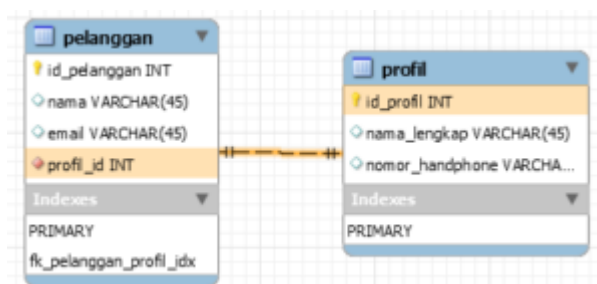 pelanggan
id_pelanggan INT
nama VARCHAR(45)
email VARCHAR(45)
profil_id INT
Indexes
PRIMARY
fk_pelanggan_profil_idx
profil
id_profil INT
nama_lengkap VARCHAR(45)
nomor_handphone VARCHA...
Indexes
PRIMARY